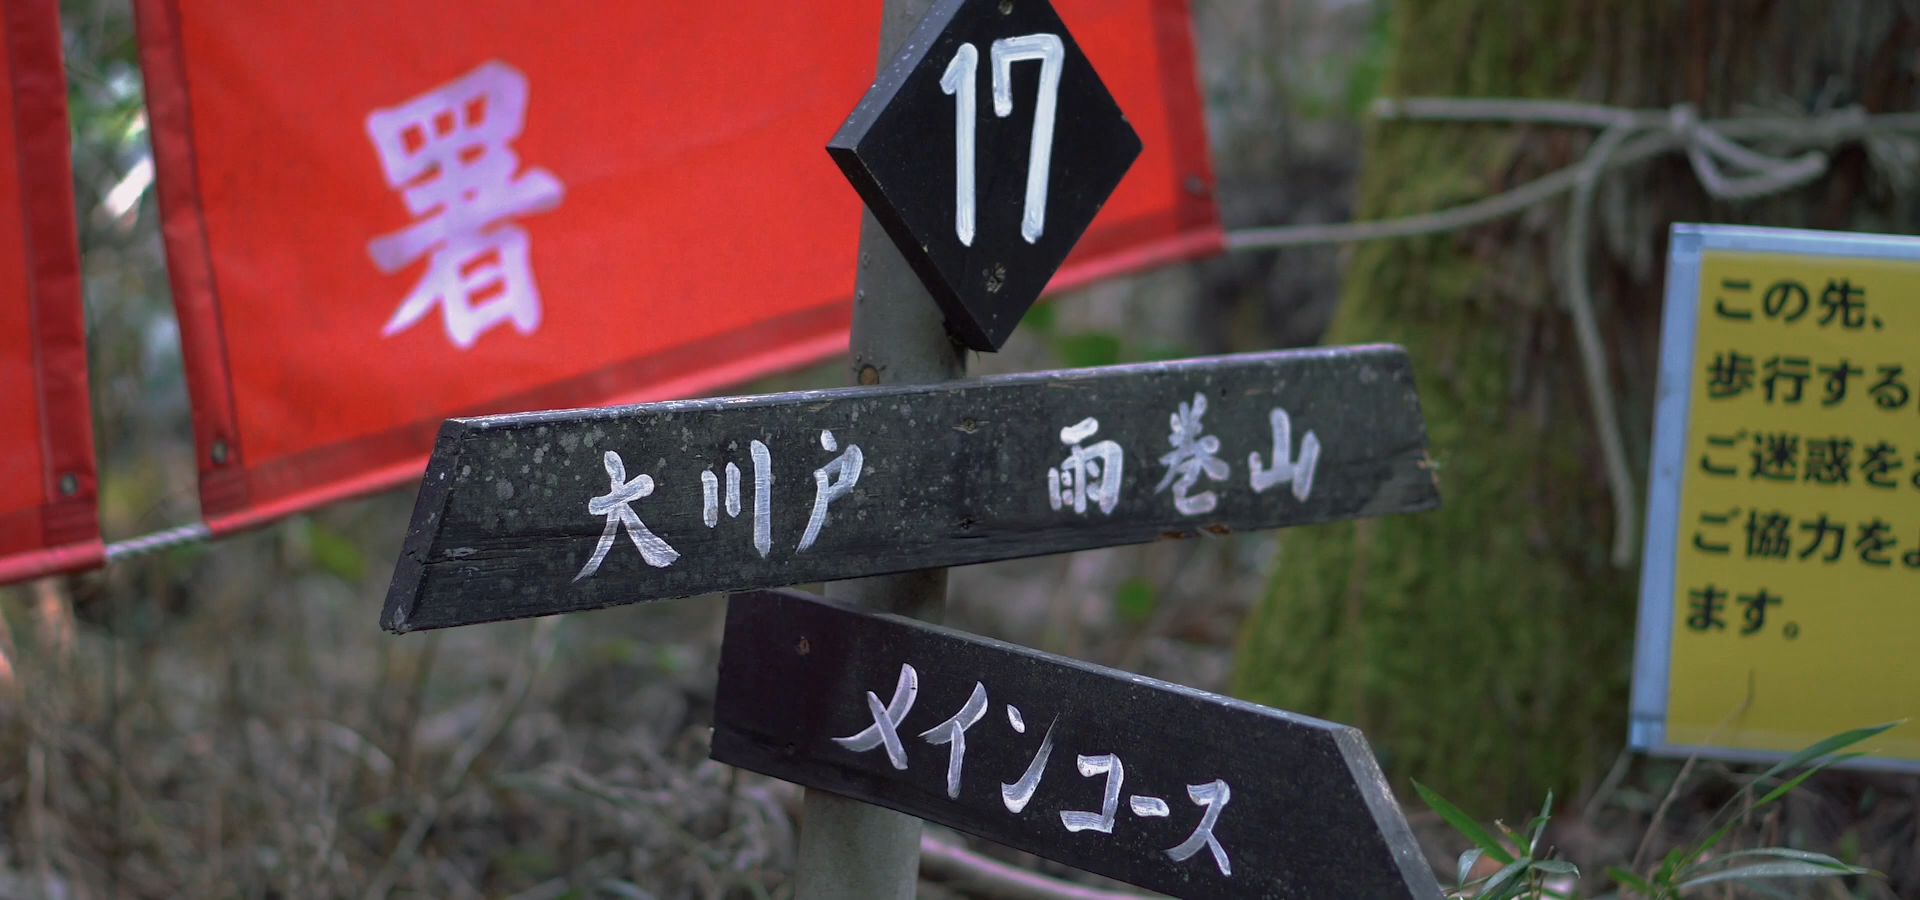 署
17
大川戸 雨巻山
メインコース
この先、
歩行する
ご迷惑を
ご協力をよ
ます。